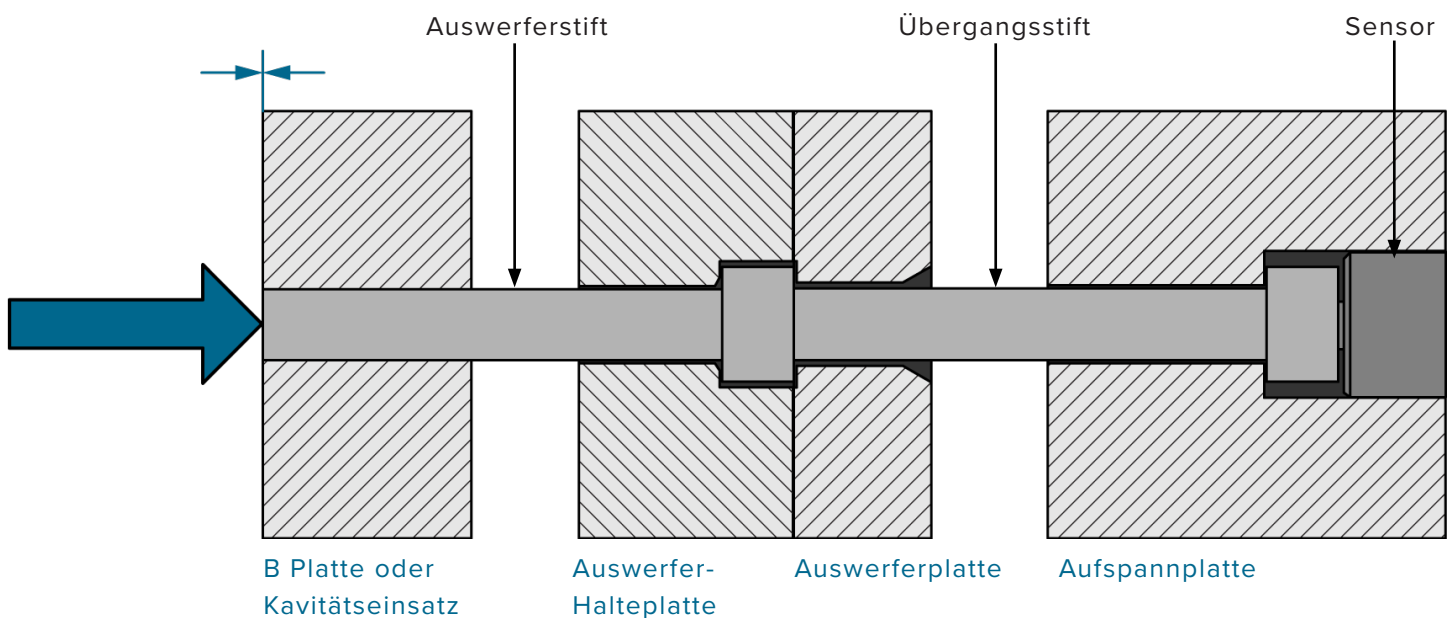 Auswerferstift
Übergangsstift
Sensor
B Platte oder
Kavitätseinsatz
Auswerfer-
Halteplatte
Auswerferplatte
Aufspannplatte